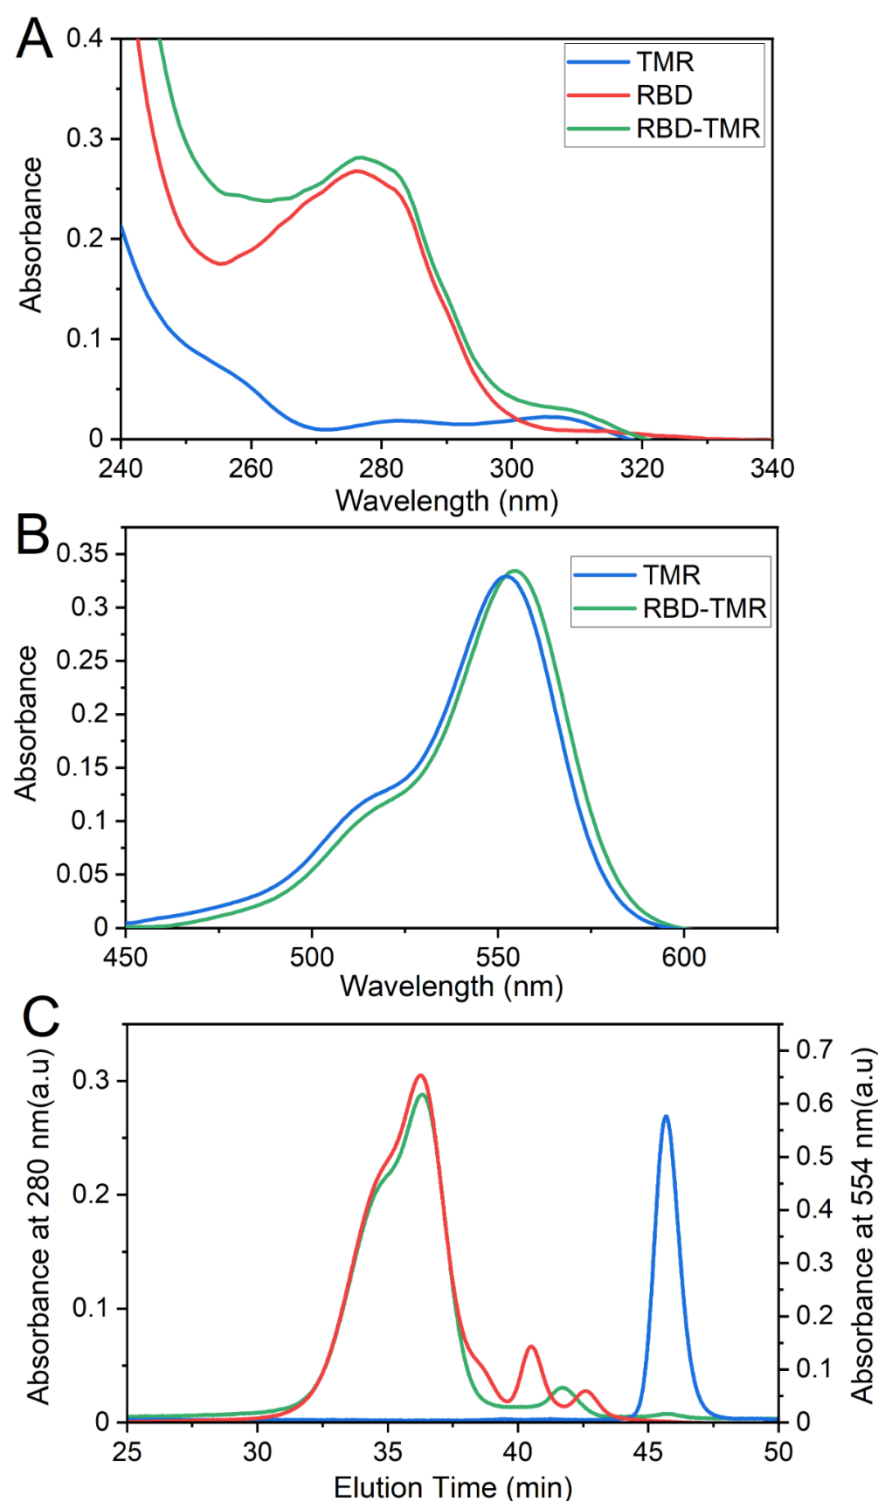 A
0.4
0.3
0.2
0.1
0
Absorbance
TMR
RBD
RBD-TMR
240
260
280
300
320
340
Wavelength (nm)
B
0.35
0.3
0.25
0.2
0.15
0.1
0.05
0
Absorbance
TMR
RBD-TMR
450
500
550
600
Wavelength (nm)
C
0.3
0.2
0.1
0
Absorbance at 280 nm(a.u)
0.7
0.6
0.5
0.4
0.3
0.2
0.1
0
Absorbance at 554 nm(a.u)
25
30
35
40
45
50
Elution Time (min)